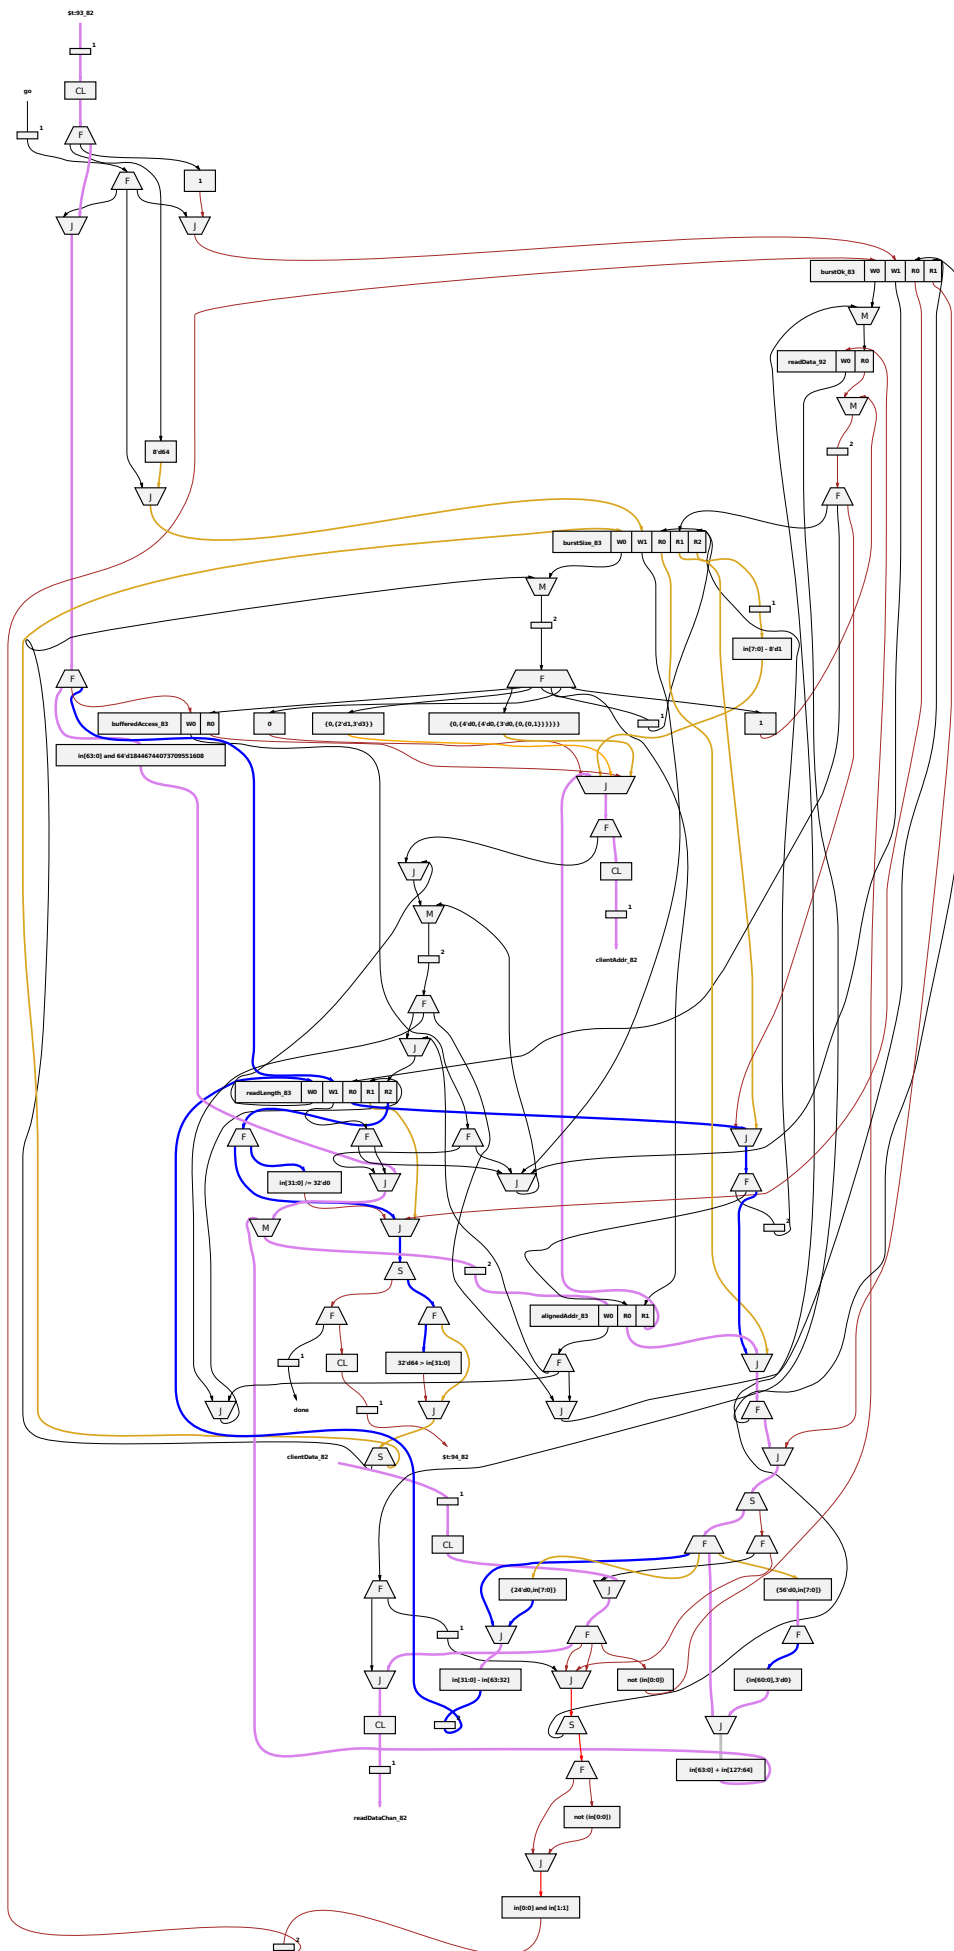 $t:93_82
1
CL
go
1
F
F
1
J
J
burstOk_83 W0 W1 R0 R1
M
readData_92 W0 R0
M
8'd64
2
J
F
burstSize_83 W0 W1 R0 R1 R2
M
1
2
in[7:0] - 8'd1
F
F
bufferedAccess_83 W0 R0
0
{0,{2'd1,3'd3}}
{0,{4'd0,{4'd0,{3'd0,{0,{0,1}}}}}}
1
1
in[63:0] and 64'd18446744073709551608
J
F
J
CL
M
1
2
clientAddr_82
F
J
readLength_83 W0 W1 R0 R1 R2
F
F
F
J
in[31:0] /= 32'd0
J
J
F
M
J
2
S
2
F
F
alignedAddr_83 W0 R0 R1
1
CL
32'd64 > in[31:0]
F
J
done
1
J
J
J
F
clientData_82
S
$t:94_82
J
1
S
CL
F
F
F
{24'd0,in[7:0]}
J
{56'd0,in[7:0]}
1
J
F
F
J
in[31:0] - in[63:32]
J
not (in[0:0])
{in[60:0],3'd0}
CL
S
J
1
F
in[63:0] + in[127:64]
readDataChan_82
not (in[0:0])
J
in[0:0] and in[1:1]
2